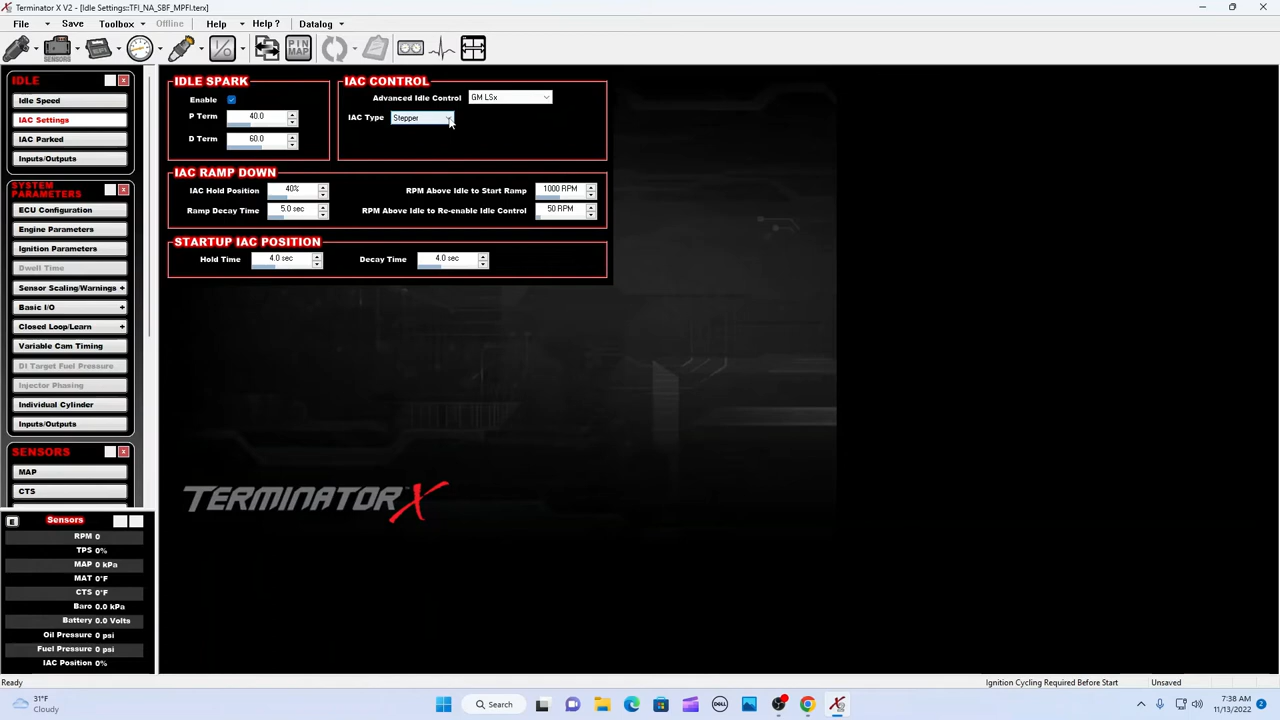 Terminator X V2 - [Idle Settings::TFI_NA_SBF_MPFI.terx]
File Save Toolbox Offline Help Help ? Datalog
SENSORS I/O PIN MAP
IDLE
Idle Speed
IAC Settings
IAC Parked
Inputs/Outputs
SYSTEM PARAMETERS
ECU Configuration
Engine Parameters
Ignition Parameters
Dwell Time
Sensor Scaling/Warnings +
Basic I/O +
Closed Loop/Learn +
Variable Cam Timing
DI Target Fuel Pressure
Injector Phasing
Individual Cylinder
Inputs/Outputs
SENSORS
MAP
CTS
Sensors
RPM 0
TPS 0%
MAP 0 kPa
MAT 0°F
CTS 0°F
Baro 0.0 kPa
Battery 0.0 Volts
Oil Pressure 0 psi
Fuel Pressure 0 psi
IAC Position 0%
IDLE SPARK
Enable
P Term 40.0
D Term 60.0
IAC CONTROL
Advanced Idle Control GM LSx
IAC Type Stepper
IAC RAMP DOWN
IAC Hold Position 40% RPM Above Idle to Start Ramp 1000 RPM
Ramp Decay Time 5.0 sec RPM Above Idle to Re-enable Idle Control 50 RPM
STARTUP IAC POSITION
Hold Time 4.0 sec Decay Time 4.0 sec
TERMINATOR X
Ready Ignition Cycling Required Before Start Unsaved
31°F
Cloudy
Search
DELL
7:38 AM
11/13/2022